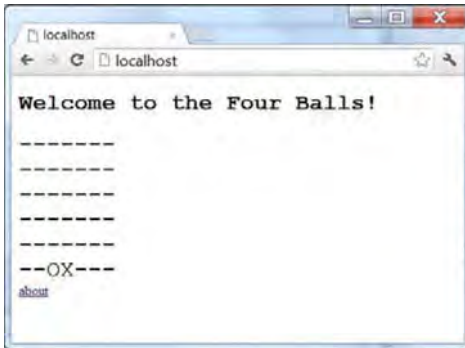 localhost
localhost
Welcome to the Four Balls!
-------
-------
-------
-------
-------
--OX---
about